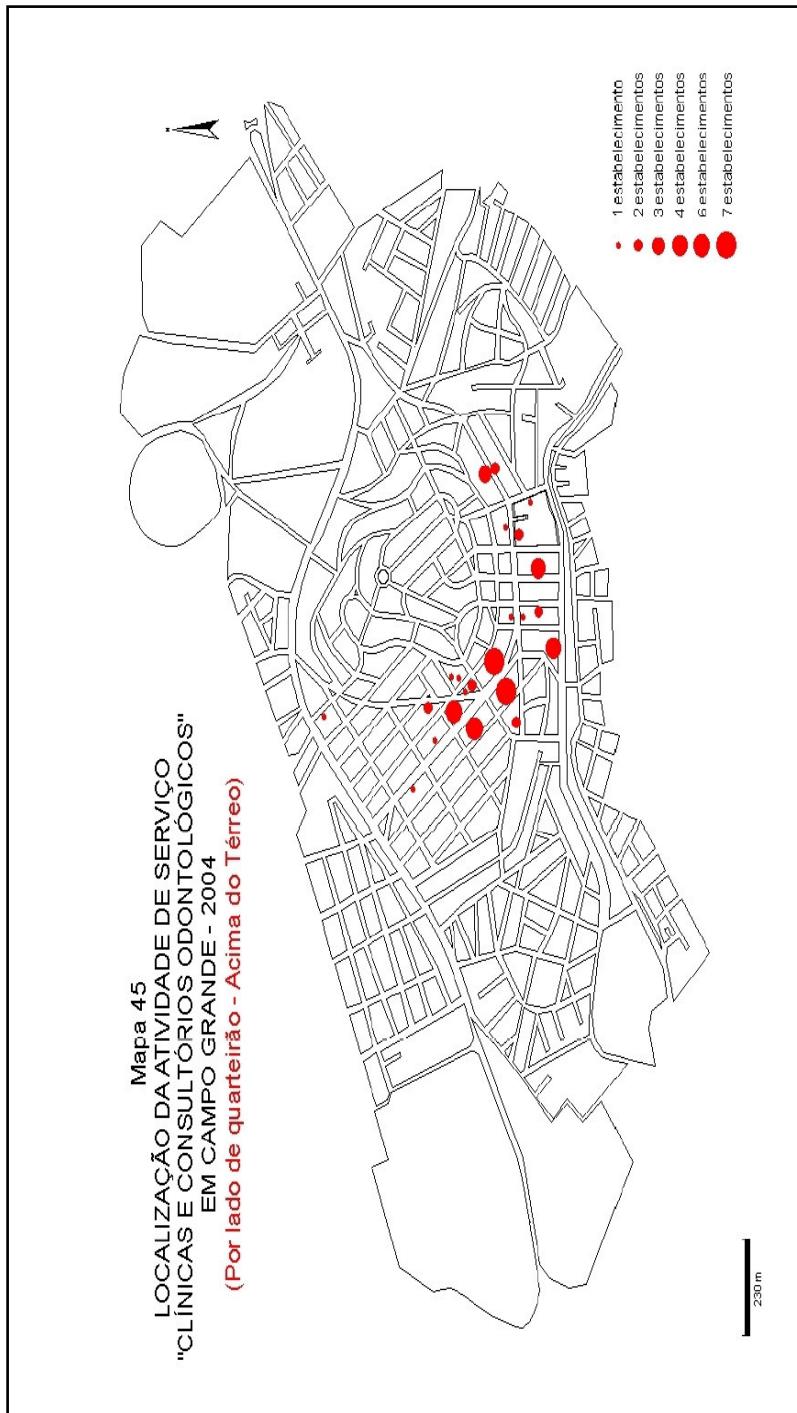 Mapa 45
LOCALIZAÇÃO DA ATIVIDADE DE SERVIÇO
"CLÍNICAS E CONSULTÓRIOS ODONTOLÓGICOS"
EM CAMPO GRANDE - 2004
(Por lado de quarteirão - Acima do Térreo)
1 estabelecimento
2 estabelecimentos
3 estabelecimentos
4 estabelecimentos
6 estabelecimentos
7 estabelecimentos
230 m